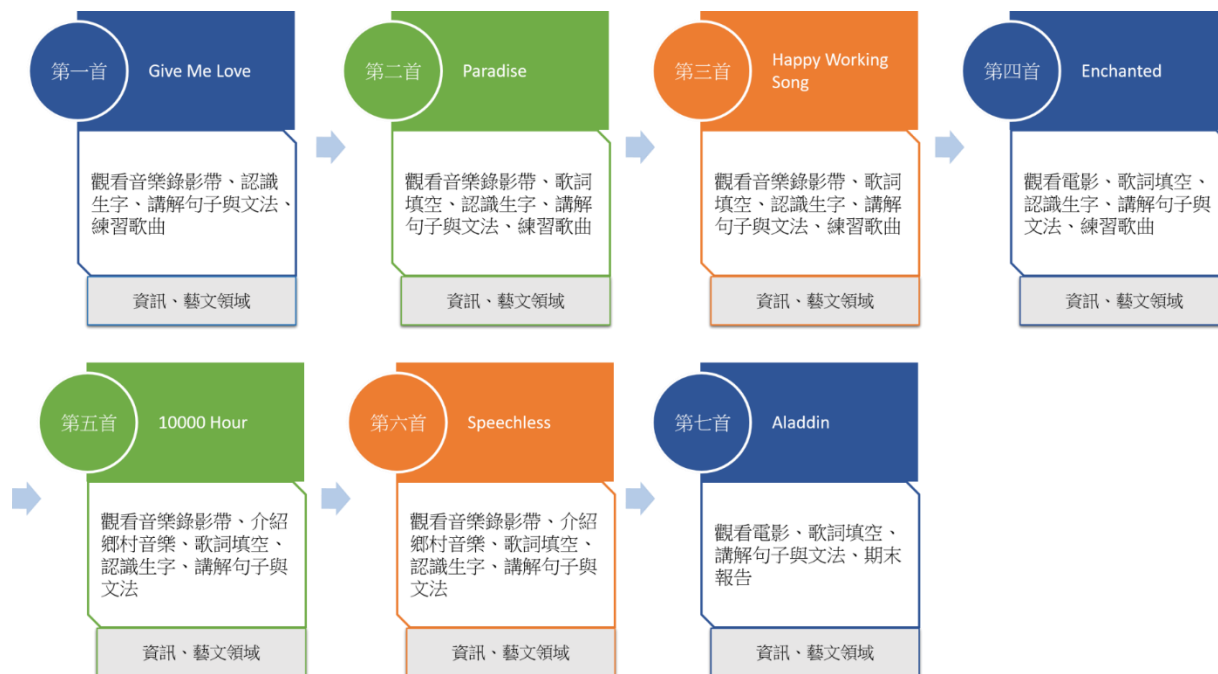 第一首
Give Me Love
觀看音樂錄影帶、認識
生字、講解句子與文法、
練習歌曲
資訊、藝文領域
第二首
Paradise
觀看音樂錄影帶、歌詞
填空、認識生字、講解
句子與文法、練習歌曲
資訊、藝文領域
第三首
Happy Working
Song
觀看音樂錄影帶、歌詞
填空、認識生字、講解
句子與文法、練習歌曲
資訊、藝文領域
第四首
Enchanted
觀看電影、歌詞填空、
認識生字、講解句子與
文法、練習歌曲
資訊、藝文領域
第五首
10000 Hour
觀看音樂錄影帶、介紹
鄉村音樂、歌詞填空、
認識生字、講解句子與
文法
資訊、藝文領域
第六首
Speechless
觀看音樂錄影帶、介紹
鄉村音樂、歌詞填空、
認識生字、講解句子與
文法
資訊、藝文領域
第七首
Aladdin
觀看電影、歌詞填空、
講解句子與文法、期末
報告
資訊、藝文領域